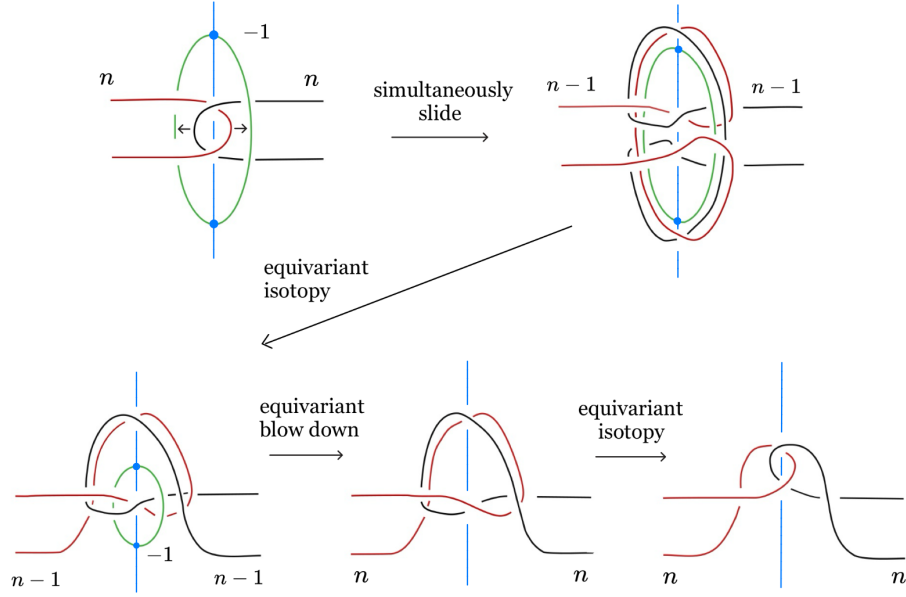 −1
n
n
simultaneously
slide
n − 1
n − 1
equivariant
isotopy
equivariant
blow down
equivariant
isotopy
−1
n − 1
n − 1
n
n
n
n